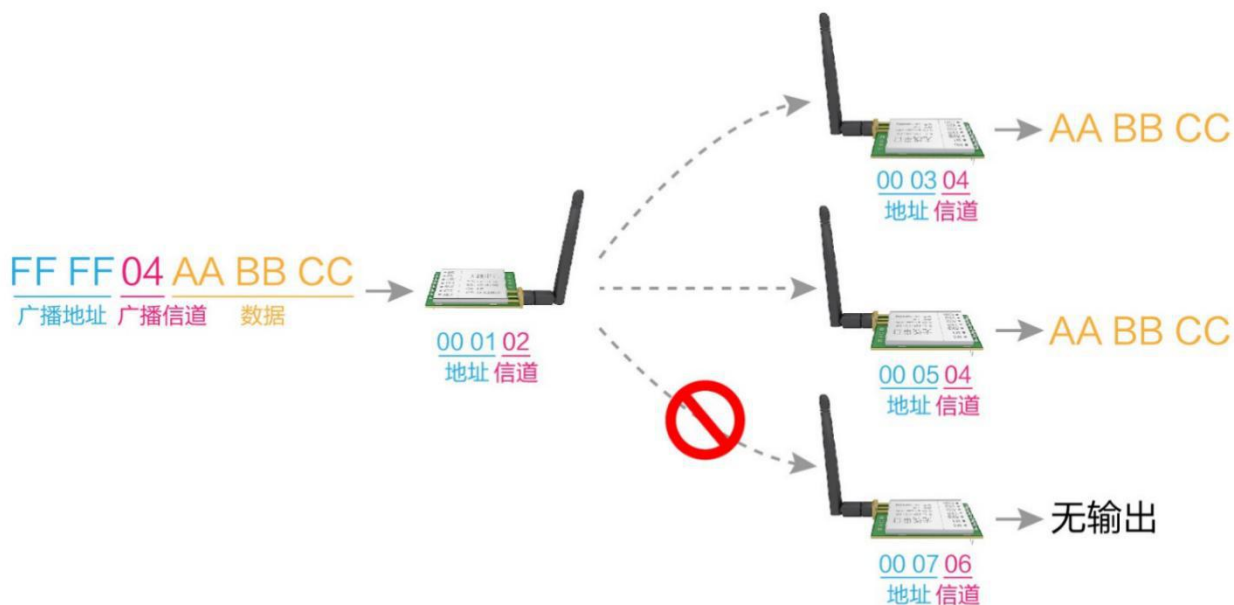 FF FF 04 AA BB CC
广播地址 广播信道 数据
00 01 02
地址 信道
AA BB CC
00 03 04
地址 信道
AA BB CC
00 05 04
地址 信道
无输出
00 07 06
地址 信道